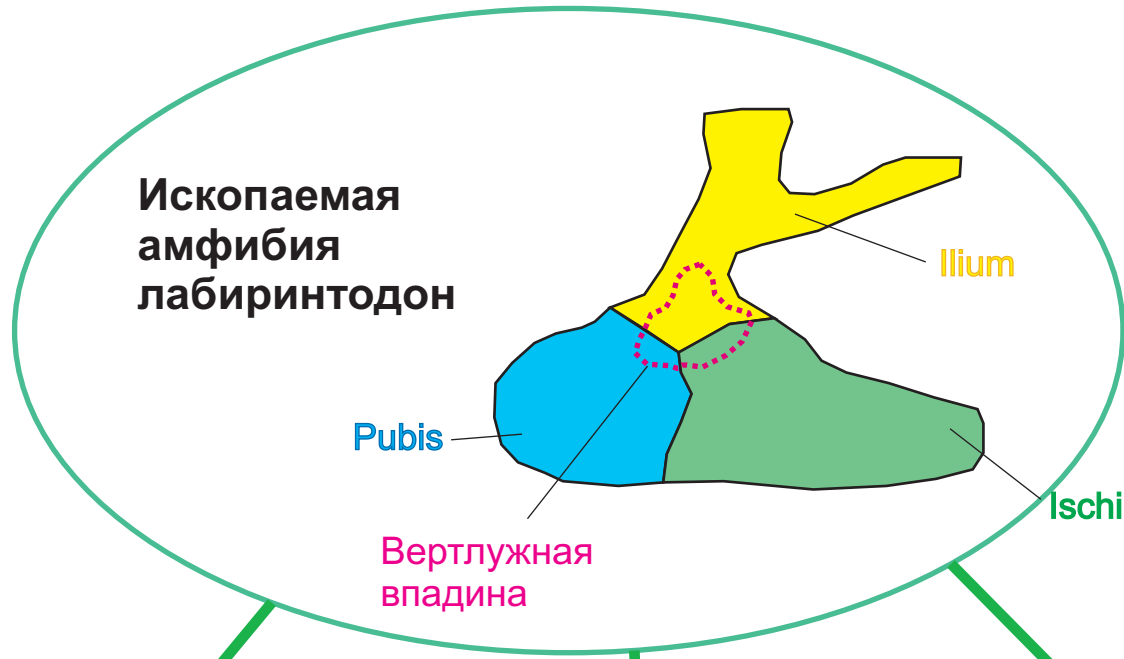 Ископаемая
амфибия
лабиринтодон
Ilium
Pubis
Ischi
Вертлужная
впадина